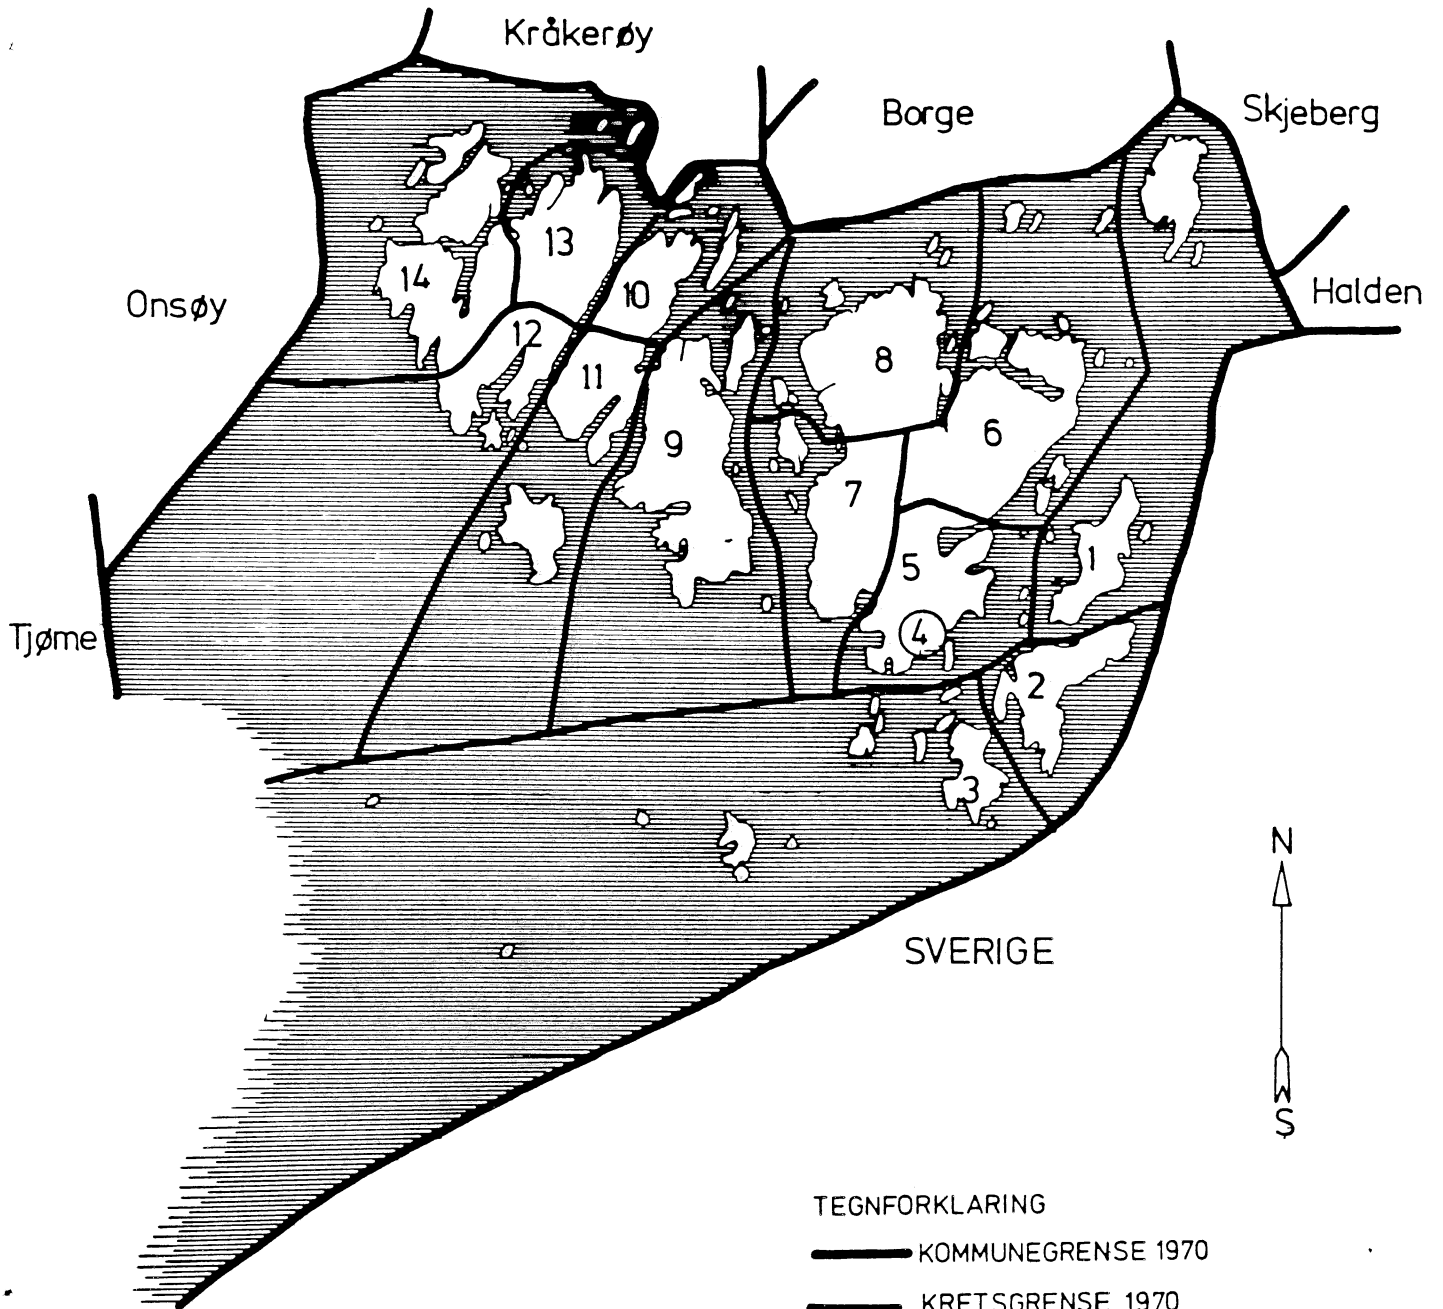 Kråkerøy
Borge
Skjeberg
Onsøy
Halden
Tjøme
13
14
10
12
11
8
9
6
7
5
1
4
2
3
N
SVERIGE
S
TEGNFORKLARING
KOMMUNEGRENSE 1970
KRETSGRENSE 1970